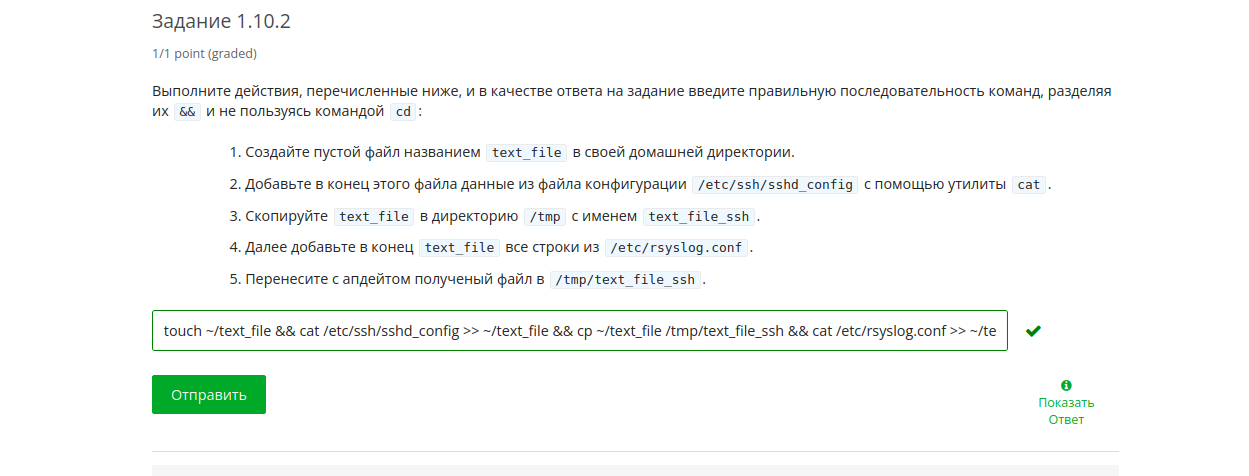 Задание 1.10.2
1/1 point (graded)
Выполните действия, перечисленные ниже, и в качестве ответа на задание введите правильную последовательность команд, разделяя
их && и не пользуясь командой cd :
1. Создайте пустой файл названием text_file в своей домашней директории.
2. Добавьте в конец этого файла данные из файла конфигурации /etc/ssh/sshd_config с помощью утилиты cat .
3. Скопируйте text_file в директорию /tmp с именем text_file_ssh .
4. Далее добавьте в конец text_file все строки из /etc/rsyslog.conf .
5. Перенесите с апдейтом полученый файл в /tmp/text_file_ssh .
touch ~/text_file && cat /etc/ssh/sshd_config >> ~/text_file && cp ~/text_file /tmp/text_file_ssh && cat /etc/rsyslog.conf >> ~/te
Отправить
Показать
Ответ